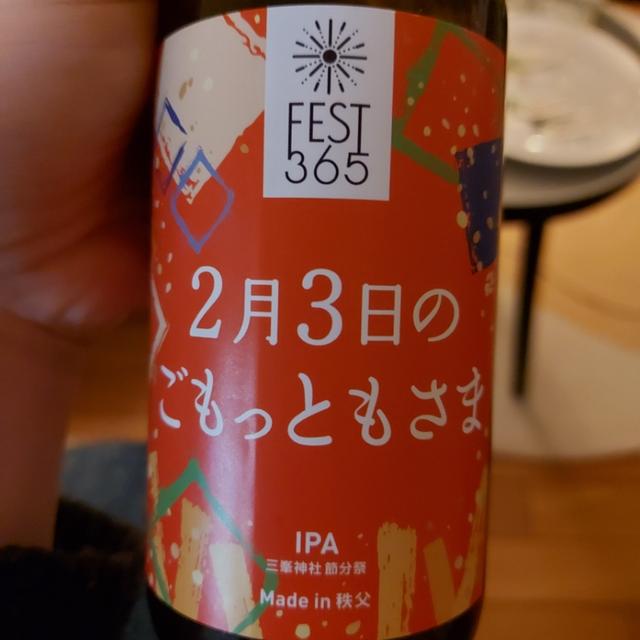 FEST
365
2月3日の
ごもっともさま
IPA
三峯神社 節分祭
Made in 秩父